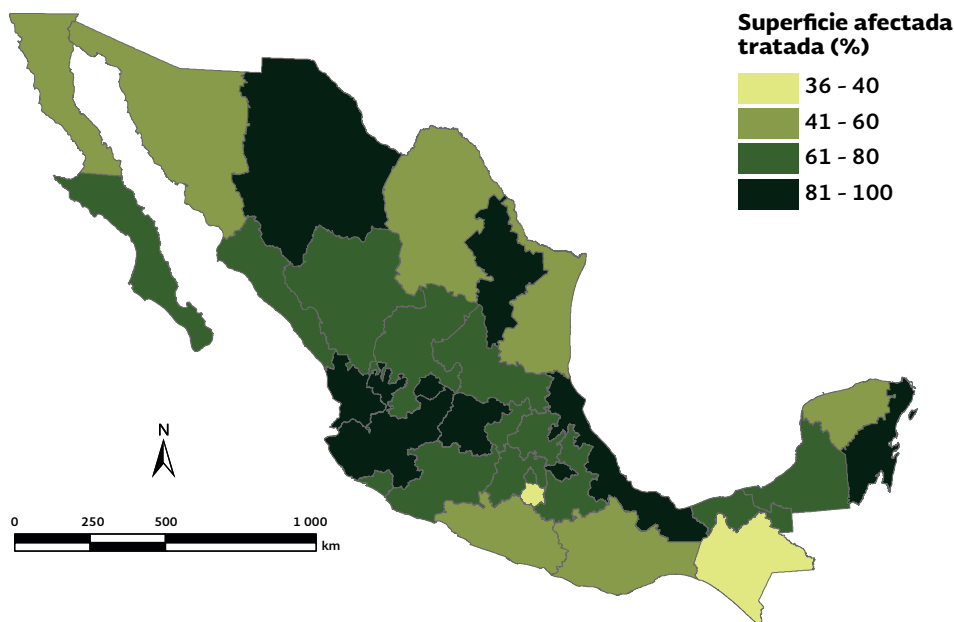 Superficie afectada
tratada (%)
36 - 40
41 - 60
61 - 80
81 - 100
N
0 250 500 1 000
km